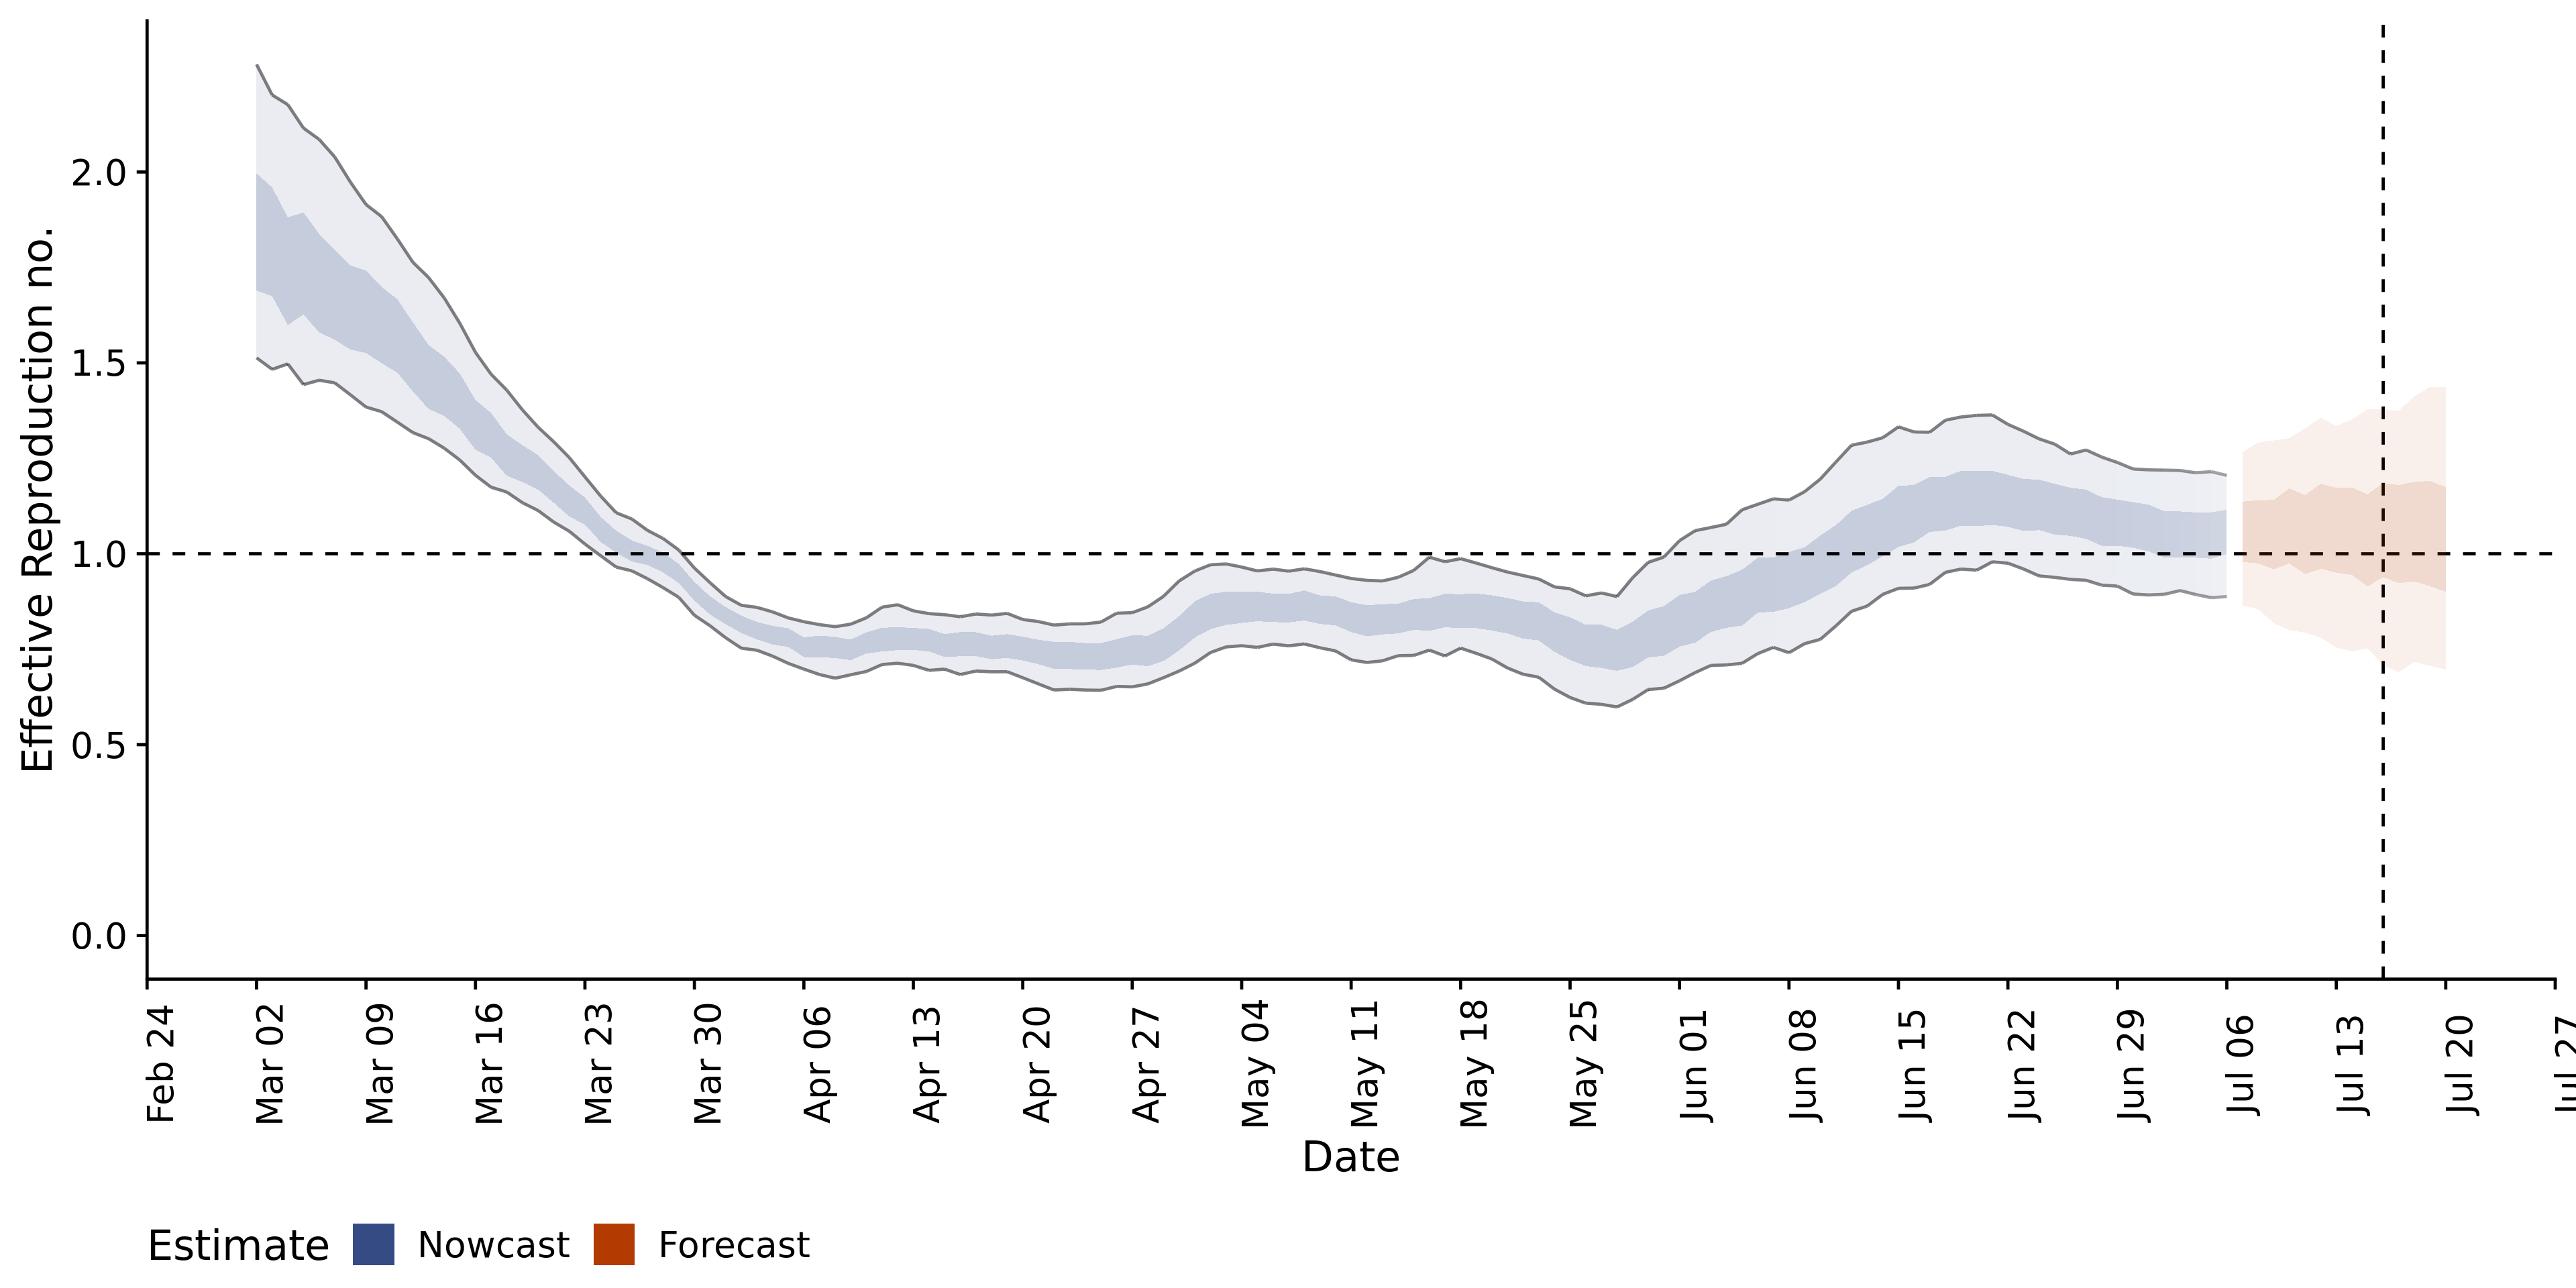 Effective Reproduction no.
2.0
1.5
1.0
0.5
0.0
Feb 24
Mar 02
Mar 09
Mar 16
Mar 23
Mar 30
Apr 06
Apr 13
Apr 20
Apr 27
May 04
May 11
May 18
May 25
Jun 01
Jun 08
Jun 15
Jun 22
Jun 29
Jul 06
Jul 13
Jul 20
Jul 27
Date
Estimate Nowcast Forecast